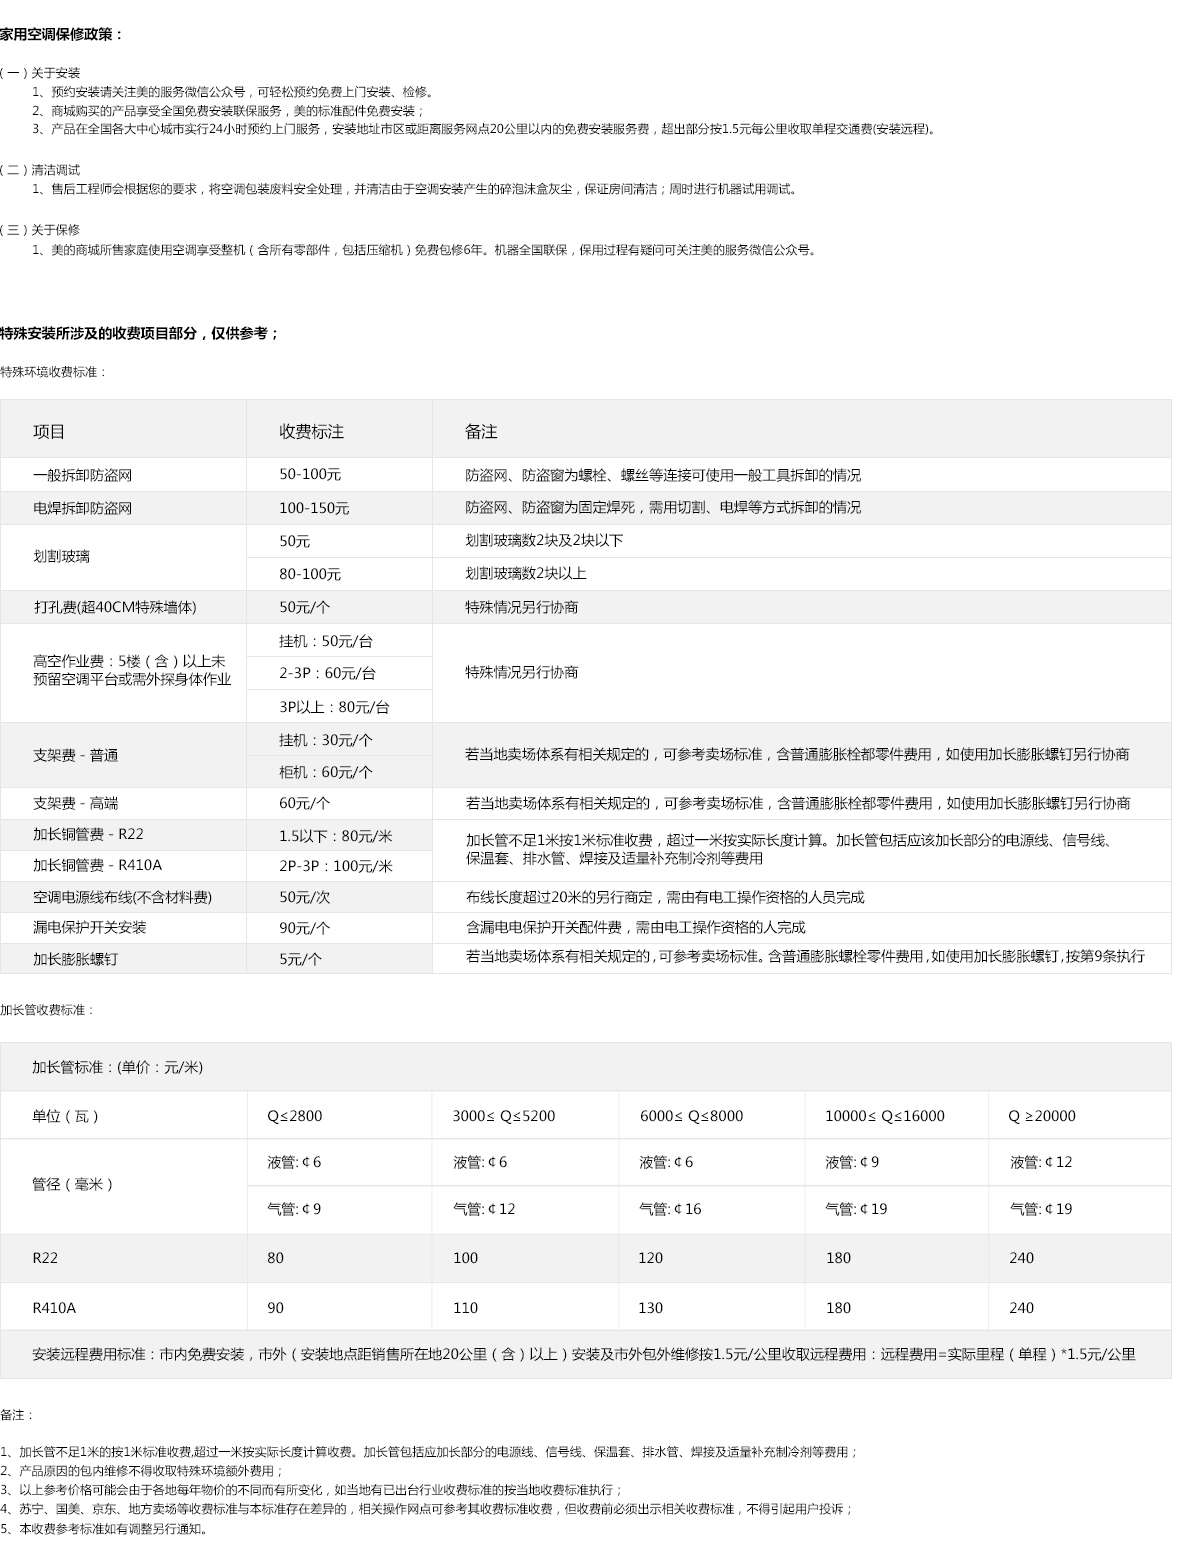 家用空调保修政策：
(一)关于安装
1、预约安装请关注美的服务微信公众号，可轻松预约免费上门安装、检修。
2、商城购买的产品享受全国免费安装联保服务，美的标准配件免费安装；
3、产品在全国各大中心城市实行24小时预约上门服务，安装地址市区或距离服务网点20公里以内的免费安装服务费，超出部分按1.5元每公里收取单程交通费(安装远程)。
(二)清洁调试
1、售后工程师会根据您的要求，将空调包装废料安全处理，并清洁由于空调安装产生的碎泡沫盒灰尘，保证房间清洁；周时进行机器试用调试。
(三)关于保修
1、美的商城所售家庭使用空调享受整机（含所有零部件，包括压缩机）免费包修6年。机器全国联保，保用过程有疑问可关注美的服务微信公众号。
特殊安装所涉及的收费项目部分，仅供参考；
特殊环境收费标准：
项目 收费标注 备注
一般拆卸防盗网 50-100元 防盗网、防盗窗为螺栓、螺丝等连接可使用一般工具拆卸的情况
电焊拆卸防盗网 100-150元 防盗网、防盗窗为固定焊死，需用切割、电焊等方式拆卸的情况
划割玻璃 50元 划割玻璃数2块及2块以下
80-100元 划割玻璃数2块以上
打孔费(超40CM特殊墙体) 50元/个 特殊情况另行协商
高空作业费：5楼（含）以上未
预留空调平台或需外探身体作业
挂机：50元/台
2-3P：60元/台
3P以上：80元/台
特殊情况另行协商
支架费 - 普通 挂机：30元/个
柜机：60元/个
若当地卖场体系有相关规定的，可参考卖场标准，含普通膨胀栓都零件费用，如使用加长膨胀螺钉另行协商
支架费 - 高端 60元/个 若当地卖场体系有相关规定的，可参考卖场标准，含普通膨胀栓都零件费用，如使用加长膨胀螺钉另行协商
加长铜管费 - R22 1.5以下：80元/米
加长铜管费 - R410A 2P-3P：100元/米
加长管不足1米按1米标准收费，超过一米按实际长度计算。加长管包括应该加长部分的电源线、信号线、
保温套、排水管、焊接及适量补充制冷剂等费用
空调电源线布线(不含材料费) 50元/次 布线长度超过20米的另行商定，需由有电工操作资格的人员完成
漏电保护开关安装 90元/个 含漏电电保护开关配件费，需由电工操作资格的人完成
加长膨胀螺钉 5元/个 若当地卖场体系有相关规定的，可参考卖场标准。含普通膨胀螺栓零件费用，如使用加长膨胀螺钉，按第9条执行
加长管收费标准：
加长管标准：(单价：元/米)
单位（瓦） Q≤2800 3000≤ Q≤5200 6000≤ Q≤8000 10000≤ Q≤16000 Q ≥20000
管径（毫米） 液管:￠6 液管:￠6 液管:￠6 液管:￠9 液管:￠12
气管:￠9 气管:￠12 气管:￠16 气管:￠19 气管:￠19
R22 80 100 120 180 240
R410A 90 110 130 180 240
安装远程费用标准：市内免费安装，市外（安装地点距销售所在地20公里（含）以上）安装及市外包外维修按1.5元/公里收取远程费用：远程费用=实际里程（单程）*1.5元/公里
备注：
1、加长管不足1米的按1米标准收费,超过一米按实际长度计算收费。加长管包括应加长部分的电源线、信号线、保温套、排水管、焊接及适量补充制冷剂等费用；
2、产品原因的包内维修不得收取特殊环境额外费用；
3、以上参考价格可能会由于各地每年物价的不同而有所变化，如当地有已出台行业收费标准的按当地收费标准执行；
4、苏宁、国美、京东、地方卖场等收费标准与本标准存在差异的，相关操作网点可参考其收费标准收费，但收费前必须出示相关收费标准，不得引起用户投诉；
5、本收费参考标准如有调整另行通知。